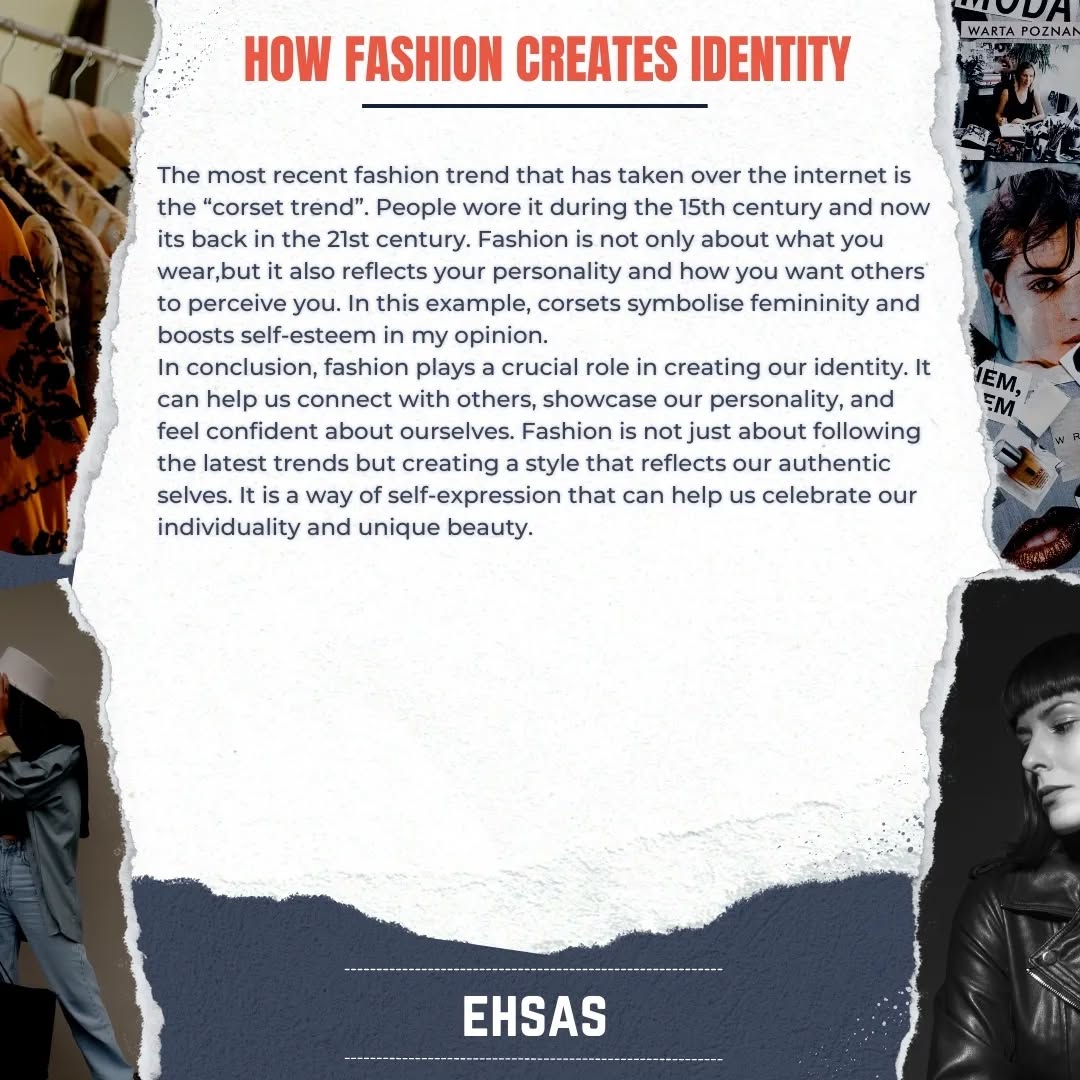 MODA
WARTA POZNAN
HOW FASHION CREATES IDENTITY
The most recent fashion trend that has taken over the internet is
the “corset trend”. People wore it during the 15th century and now
its back in the 21st century. Fashion is not only about what you
wear,but it also reflects your personality and how you want others
to perceive you. In this example, corsets symbolise femininity and
boosts self-esteem in my opinion.
In conclusion, fashion plays a crucial role in creating our identity. It
can help us connect with others, showcase our personality, and
feel confident about ourselves. Fashion is not just about following
the latest trends but creating a style that reflects our authentic
selves. It is a way of self-expression that can help us celebrate our
individuality and unique beauty.
EHSAS